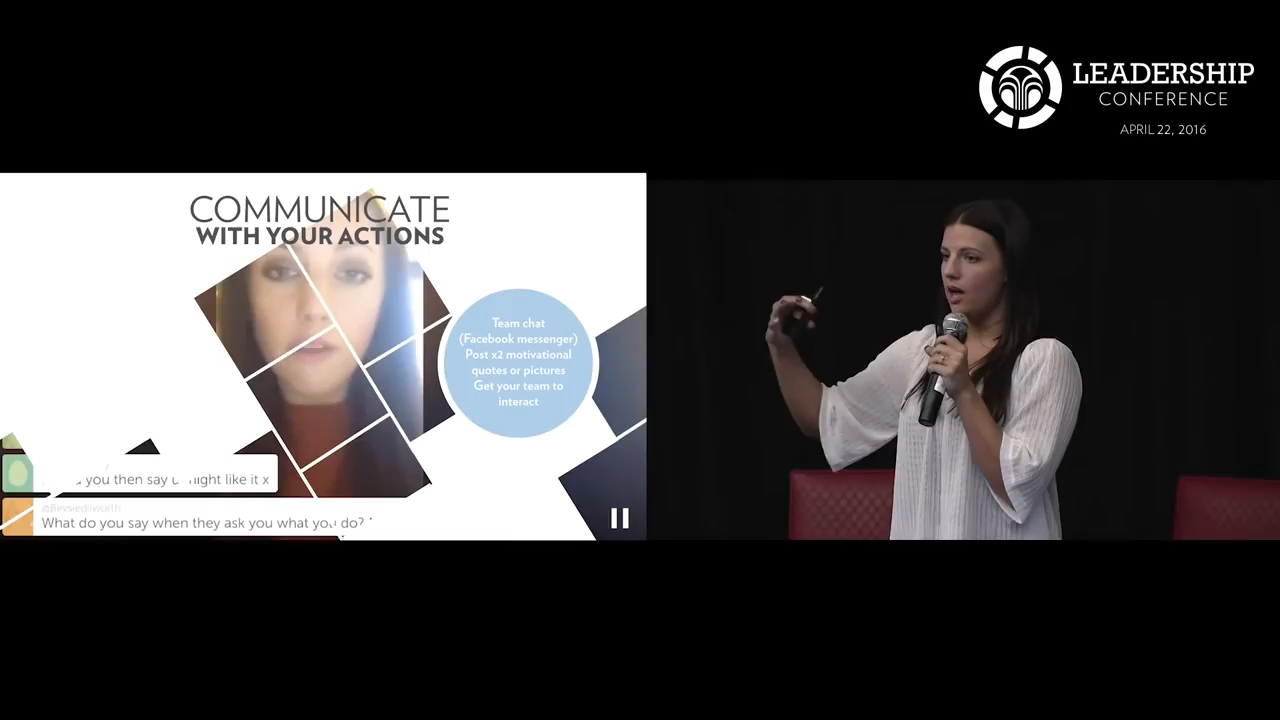 LEADERSHIP
CONFERENCE
APRIL 22, 2016
COMMUNICATE
WITH YOUR ACTIONS
Team chat
(Facebook messenger)
Post x2 motivational
quotes or pictures
Get your team to
interact
you then say might like it x
What do you say when they ask you what you do?